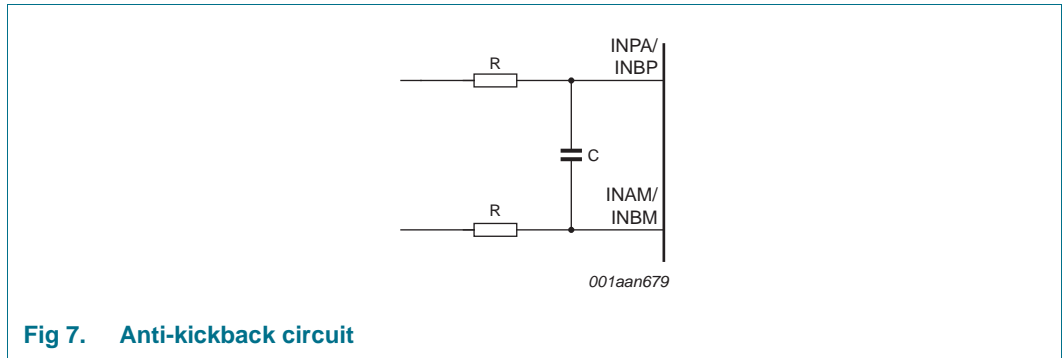 INPA/
INBP
R
C
INAM/
INBM
R
001aan679
Fig 7. Anti-kickback circuit